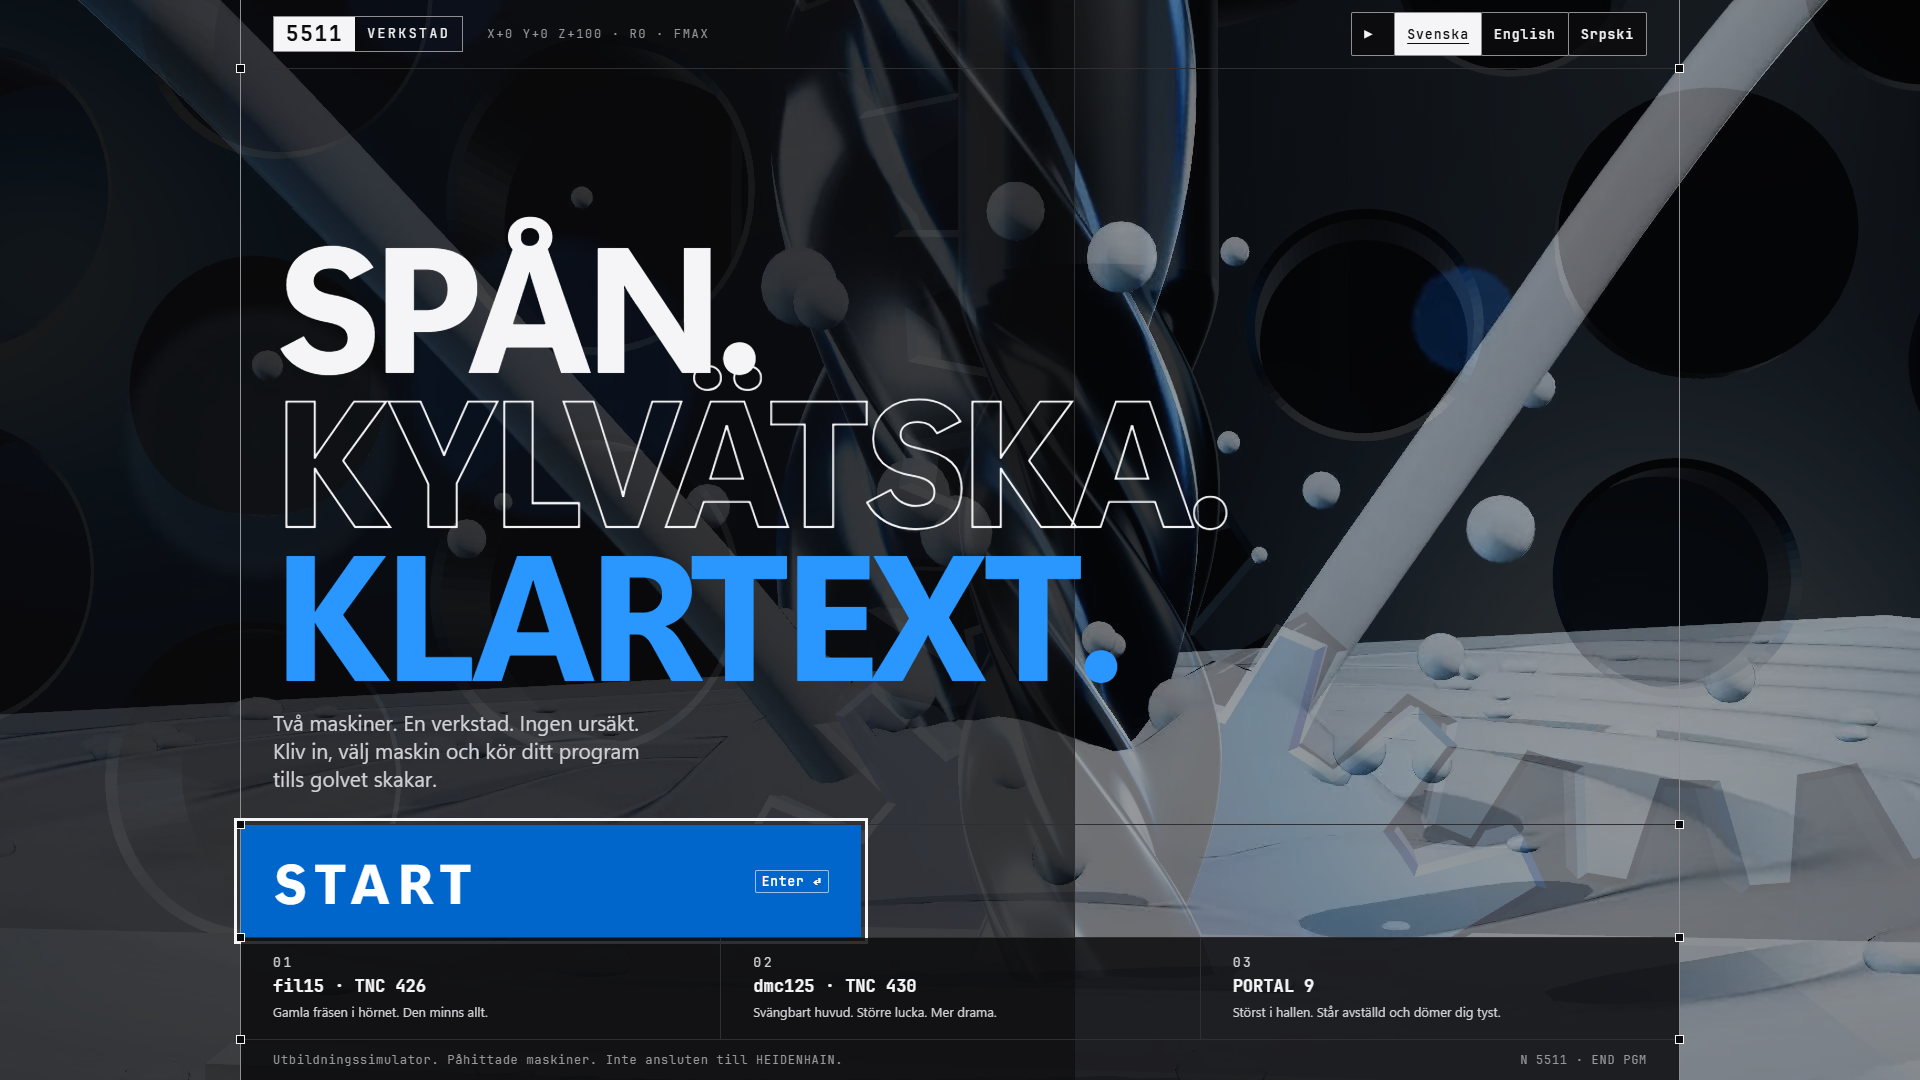 5511 VERKSTAD X+0 Y+0 Z+100 · R0 · FMAX
▶ Svenska English Srpski
SPÅN.
KYLVÄTSKA.
KLARTEXT.
Två maskiner. En verkstad. Ingen ursäkt.
Kliv in, välj maskin och kör ditt program
tills golvet skakar.
START Enter ⏎
01
fil15 · TNC 426
Gamla fräsen i hörnet. Den minns allt.
02
dmc125 · TNC 430
Svängbart huvud. Större lucka. Mer drama.
03
PORTAL 9
Störst i hallen. Står avställd och dömer dig tyst.
Utbildningssimulator. Påhittade maskiner. Inte ansluten till HEIDENHAIN.
N 5511 · END PGM